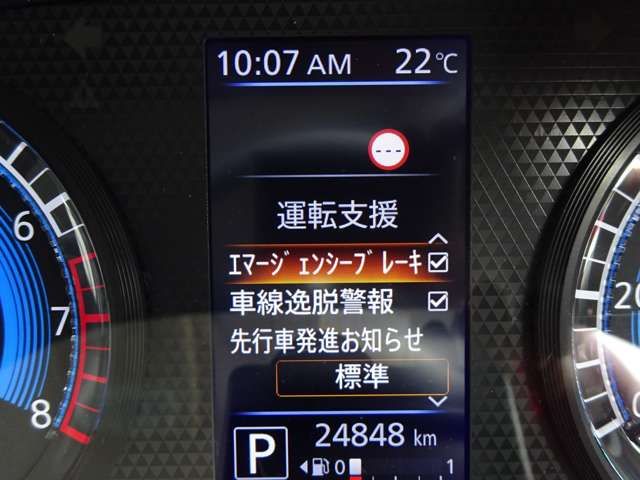 10:07 AM 22℃
---
運転支援
ｴﾏｰｼﾞｪﾝｼｰﾌﾞﾚｰｷ
車線逸脱警報
先行車発進お知らせ
標準
6
7
8
20
0
P 24848 km
0 1